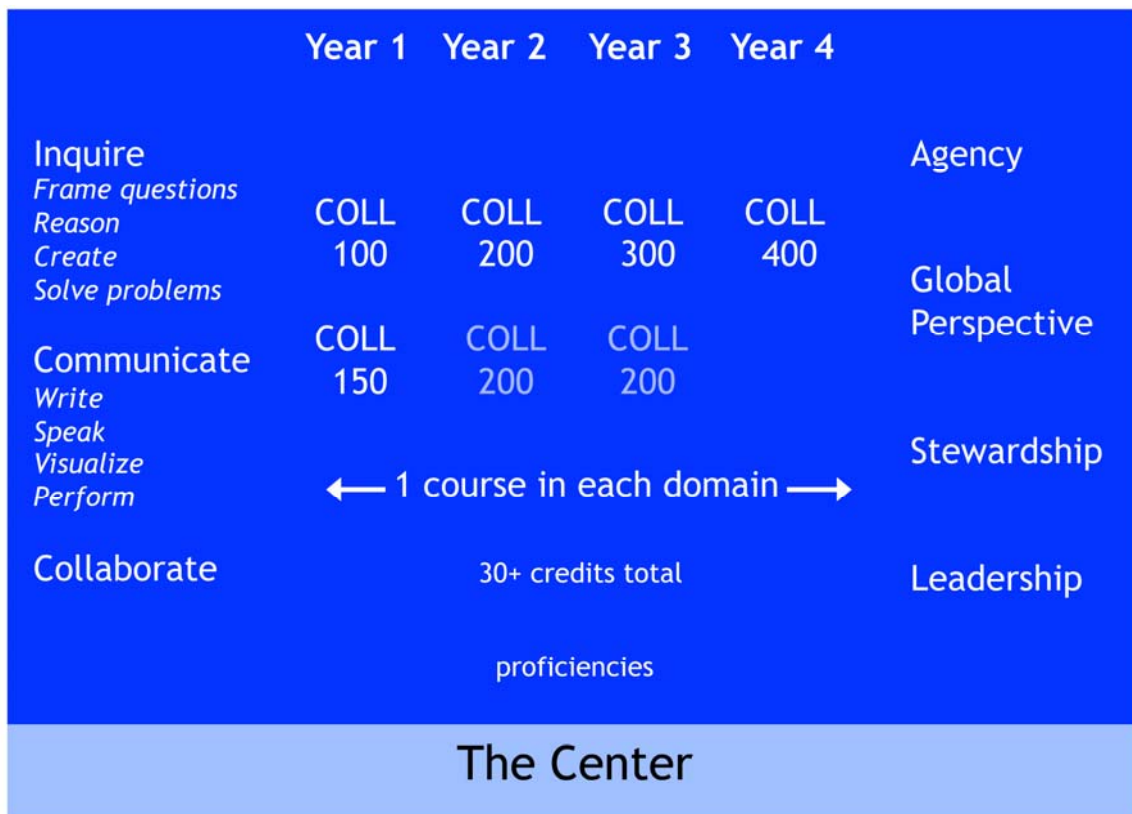 Year 1 Year 2 Year 3 Year 4
Inquire
Frame questions
Reason
Create
Solve problems
Communicate
Write
Speak
Visualize
Perform
Collaborate
COLL COLL COLL COLL
100 200 300 400
COLL COLL COLL
150 200 200
1 course in each domain
30+ credits total
proficiencies
Agency
Global
Perspective
Stewardship
Leadership
The Center